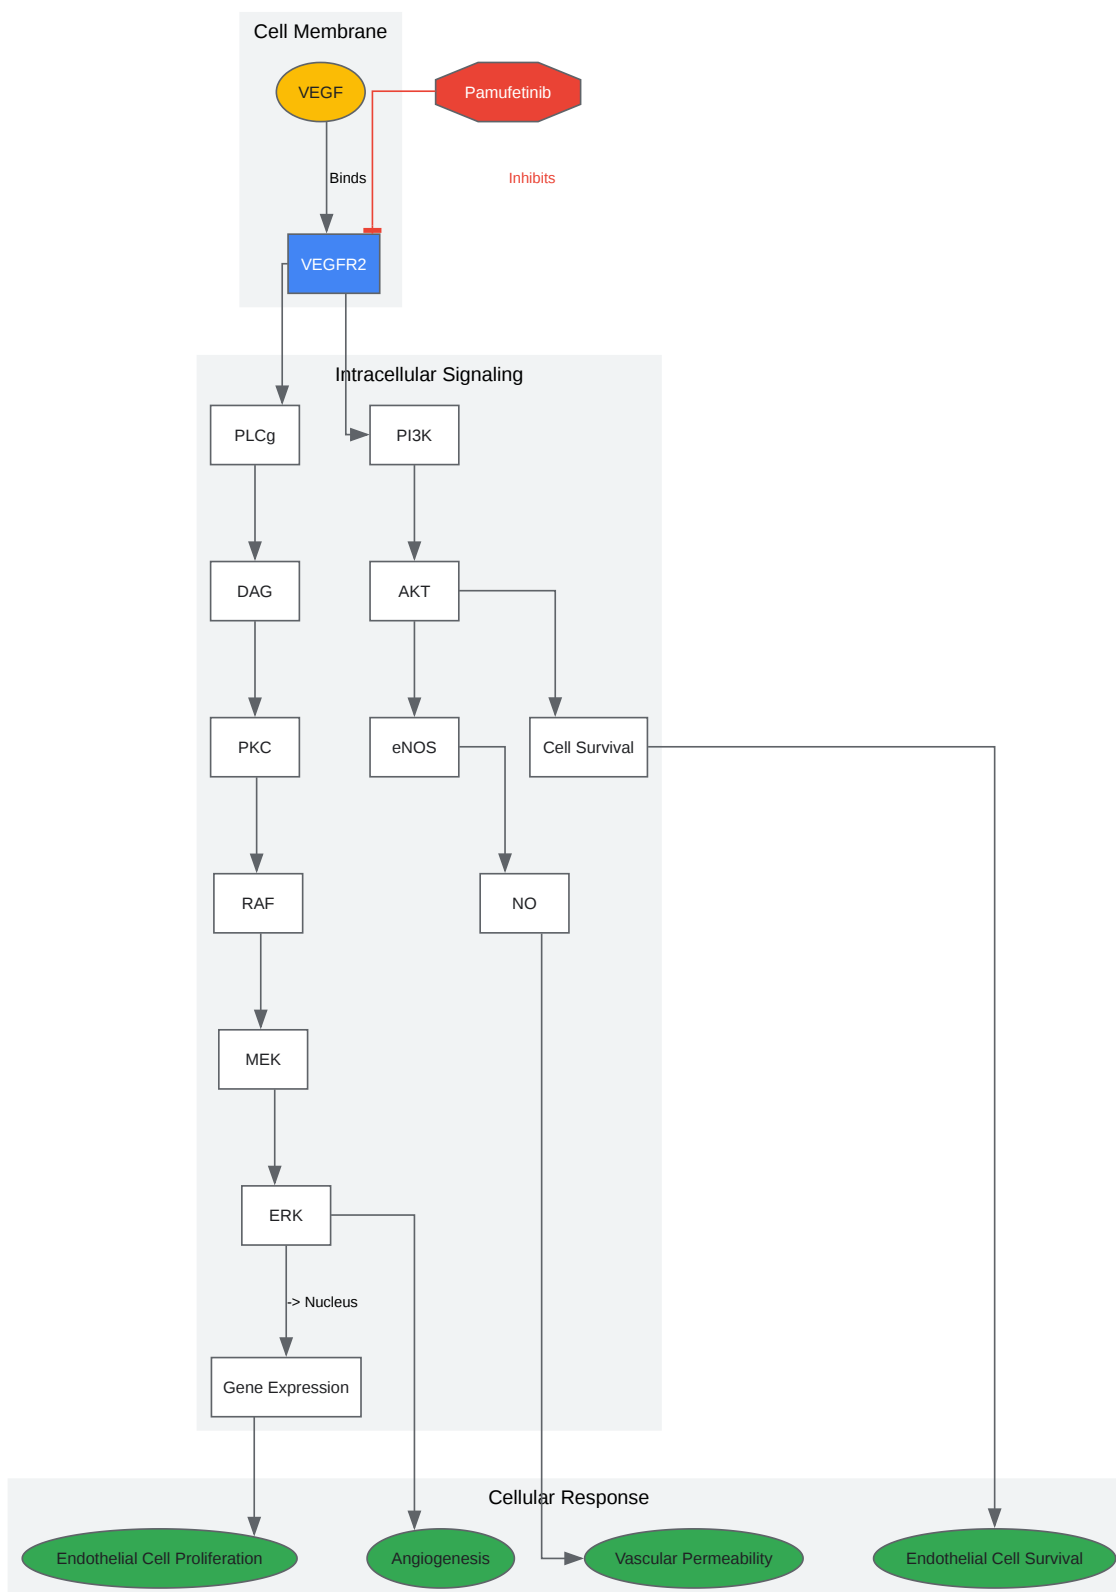 Cell Membrane
VEGF
Pamufetinib
Binds
Inhibits
VEGFR2
Intracellular Signaling
PLCg
PI3K
DAG
AKT
PKC
eNOS
Cell Survival
RAF
NO
MEK
ERK
-> Nucleus
Gene Expression
Cellular Response
Endothelial Cell Proliferation
Angiogenesis
Vascular Permeability
Endothelial Cell Survival